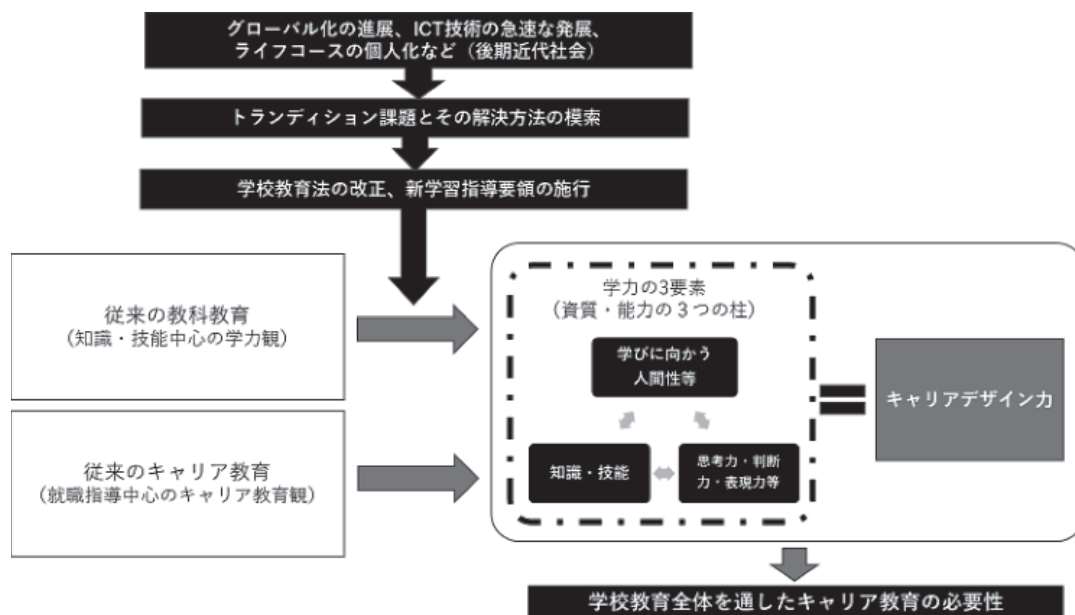 グローバル化の進展、ICT技術の急速な発展、
ライフコースの個人化など（後期近代社会）
トランディション課題とその解決方法の模索
学校教育法の改正、新学習指導要領の施行
従来の教科教育
（知識・技能中心の学力観）
従来のキャリア教育
（就職指導中心のキャリア教育観）
学力の3要素
（資質・能力の３つの柱）
学びに向かう
人間性等
知識・技能
思考力・判断
力・表現力等
キャリアデザイン力
学校教育全体を通したキャリア教育の必要性